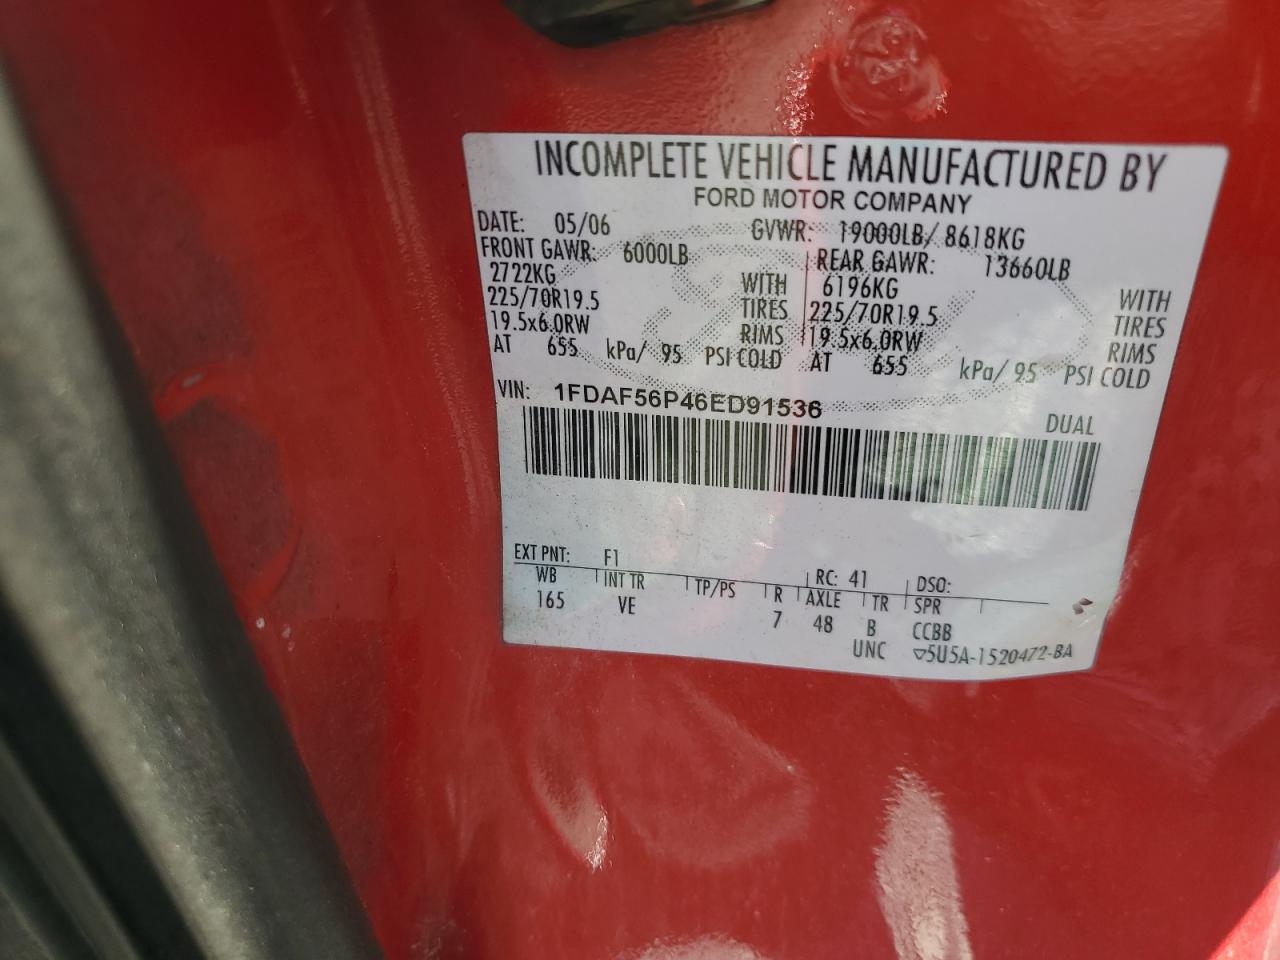 INCOMPLETE VEHICLE MANUFACTURED BY
FORD MOTOR COMPANY
DATE: 05/06 GVWR: 19000LB/ 8618KG
FRONT GAWR: 6000LB REAR GAWR: 13660LB
2722KG WITH 6196KG WITH
225/70R19.5 TIRES 225/70R19.5 TIRES
19.5x6.0RW RIMS 19.5x6.0RW RIMS
AT 655 kPa/ 95 PSI COLD AT 655 kPa/ 95 PSI COLD
VIN: 1FDAF56P46ED91536
DUAL
EXT PNT: F1 RC: 41 DSO:
WB INT TR TP/PS R AXLE TR SPR
165 VE 7 48 B CCBB
UNC ▽5U5A-1520472-BA